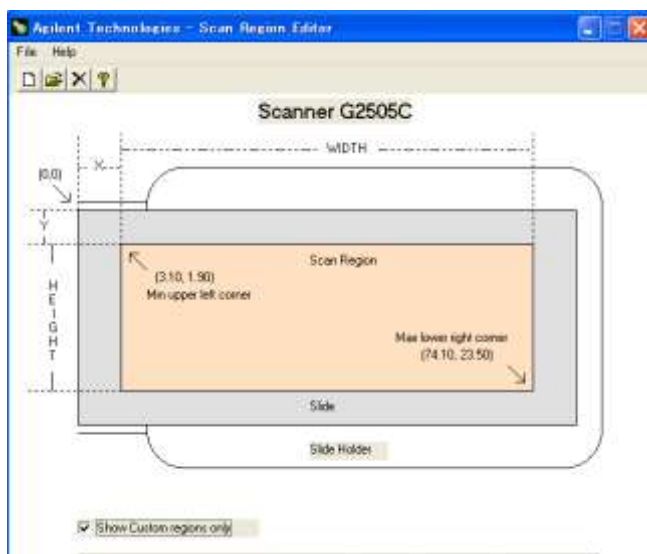 Agilent Technologies - Scan Region Editor
File Help
Scanner G2505C
WIDTH
X
(0,0)
Y
HEIGHT
Scan Region
(3.10, 1.90)
Min upper left corner
Max lower right corner
(74.10, 23.50)
Slide
Slide Holder
Show Custom regions only